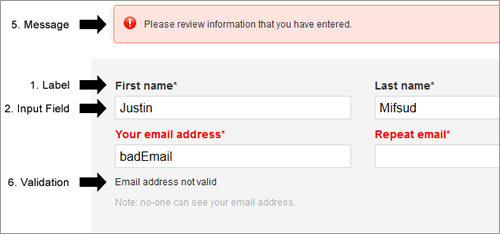 5. Message Please review information that you have entered.
1. Label First name* Last name*
2. Input Field Justin Mifsud
Your email address* Repeat email*
badEmail
6. Validation Email address not valid
Note: no-one can see your email address.